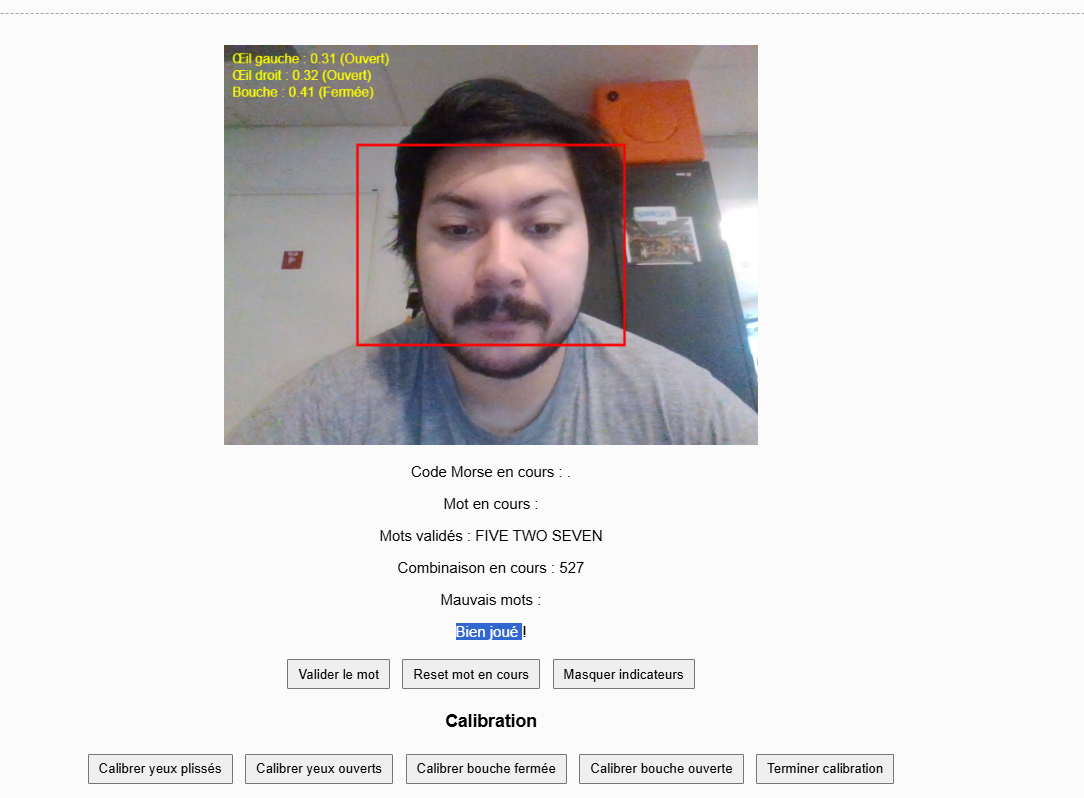 Œil gauche : 0.31 (Ouvert)
Œil droit : 0.32 (Ouvert)
Bouche : 0.41 (Fermée)
Code Morse en cours : .
Mot en cours :
Mots validés : FIVE TWO SEVEN
Combinaison en cours : 527
Mauvais mots :
Bien joué !
Valider le mot Reset mot en cours Masquer indicateurs
Calibration
Calibrer yeux plissés Calibrer yeux ouverts Calibrer bouche fermée Calibrer bouche ouverte Terminer calibration